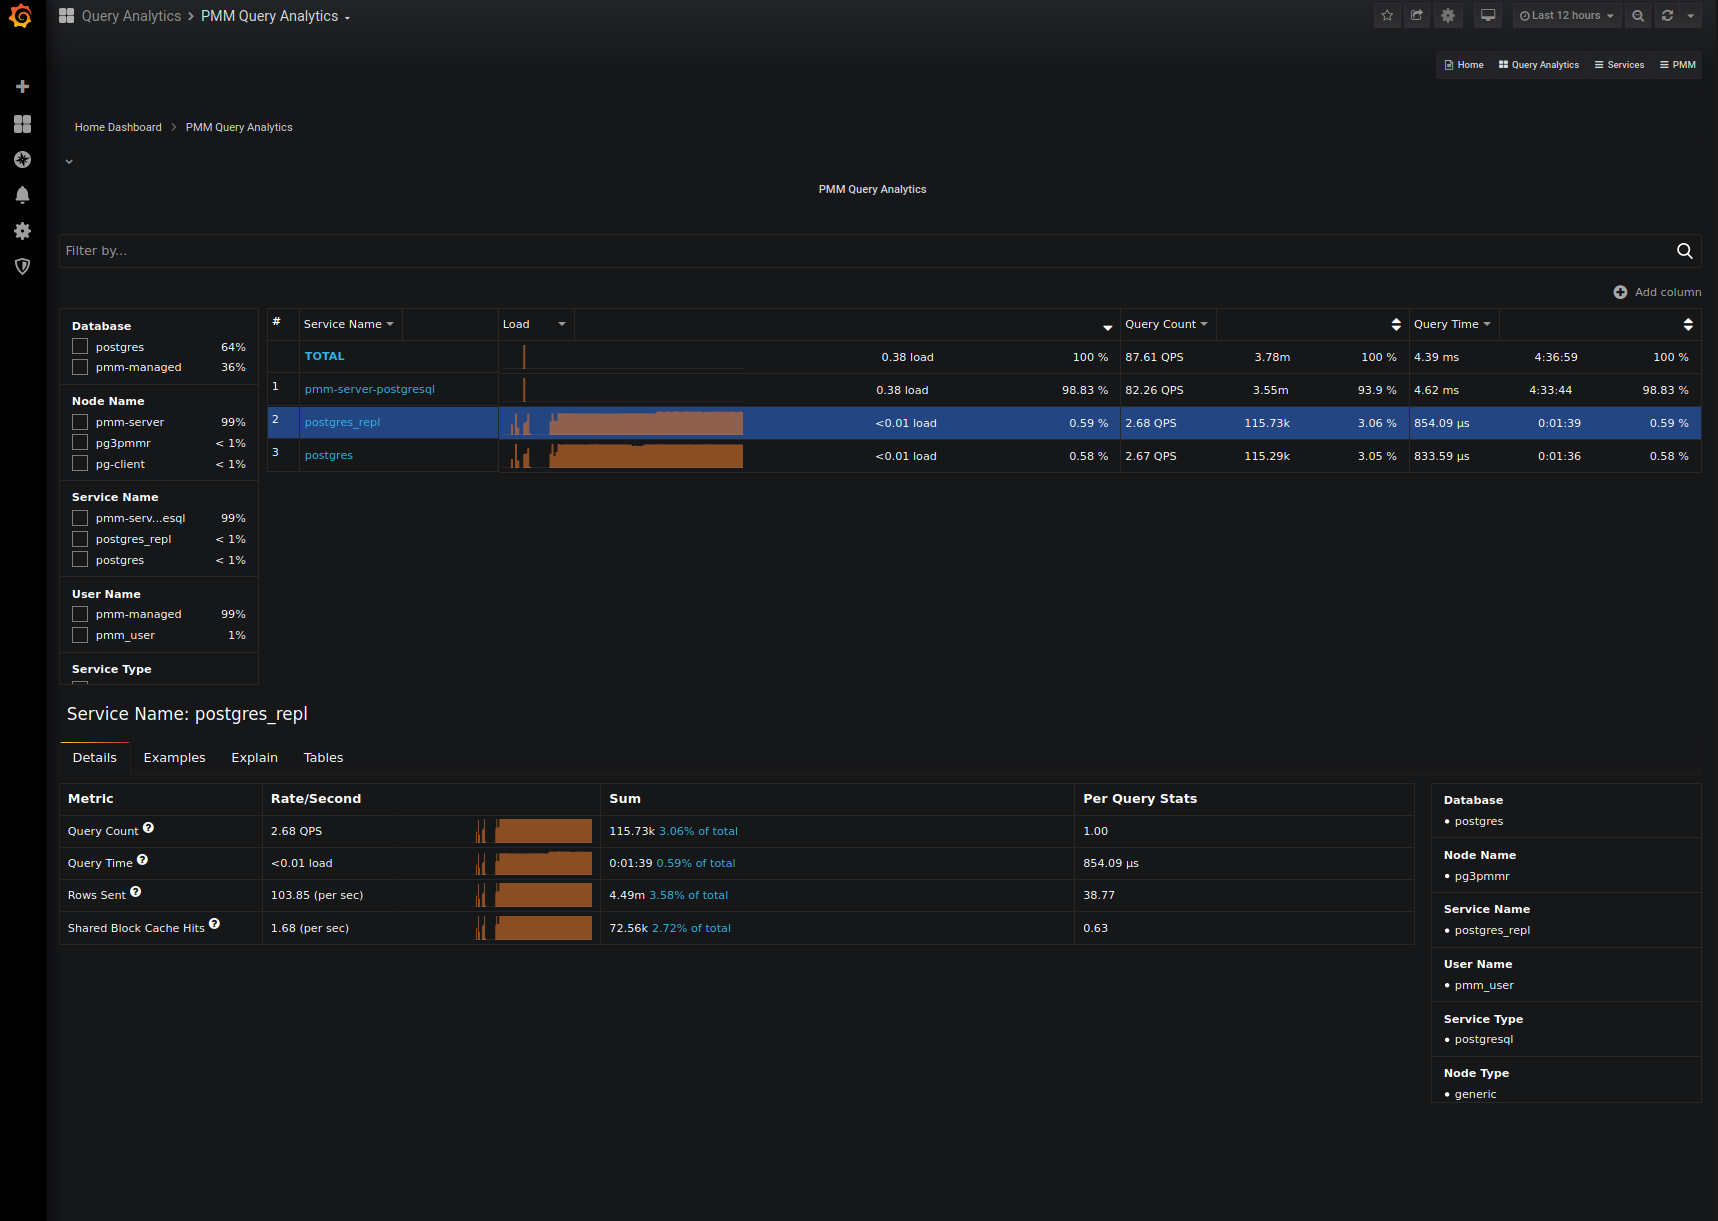 Query Analytics > PMM Query Analytics
Last 12 hours
Home Query Analytics Services PMM
Home Dashboard > PMM Query Analytics
PMM Query Analytics
Filter by...
Add column
Database
postgres 64%
pmm-managed 36%
Node Name
pmm-server 99%
pg3pmmr < 1%
pg-client < 1%
Service Name
pmm-serv...esql 99%
postgres_repl < 1%
postgres < 1%
User Name
pmm-managed 99%
pmm_user 1%
Service Type
# Service Name Load Query Count Query Time
TOTAL 0.38 load 100 % 87.61 QPS 3.78m 100 % 4.39 ms 4:36:59 100 %
1 pmm-server-postgresql 0.38 load 98.83 % 82.26 QPS 3.55m 93.9 % 4.62 ms 4:33:44 98.83 %
2 postgres_repl <0.01 load 0.59 % 2.68 QPS 115.73k 3.06 % 854.09 µs 0:01:39 0.59 %
3 postgres <0.01 load 0.58 % 2.67 QPS 115.29k 3.05 % 833.59 µs 0:01:36 0.58 %
Service Name: postgres_repl
Details Examples Explain Tables
Metric Rate/Second Sum Per Query Stats
Query Count ? 2.68 QPS 115.73k 3.06% of total 1.00
Query Time ? <0.01 load 0:01:39 0.59% of total 854.09 µs
Rows Sent ? 103.85 (per sec) 4.49m 3.58% of total 38.77
Shared Block Cache Hits ? 1.68 (per sec) 72.56k 2.72% of total 0.63
Database
• postgres
Node Name
• pg3pmmr
Service Name
• postgres_repl
User Name
• pmm_user
Service Type
• postgresql
Node Type
• generic